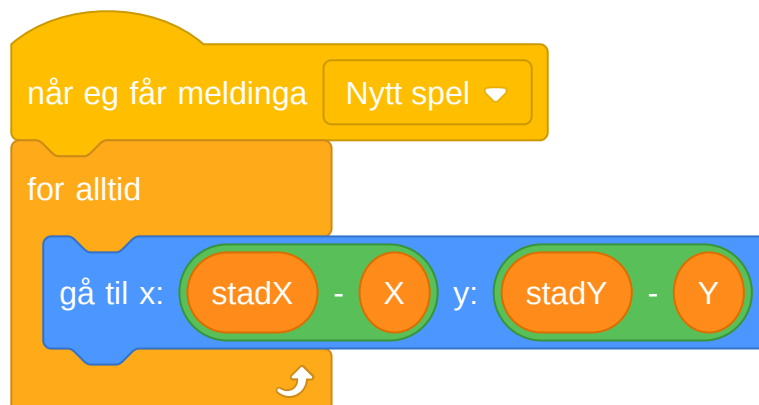 når eg får meldinga Nytt spel
for alltid
gå til x: stadX - X y: stadY - Y